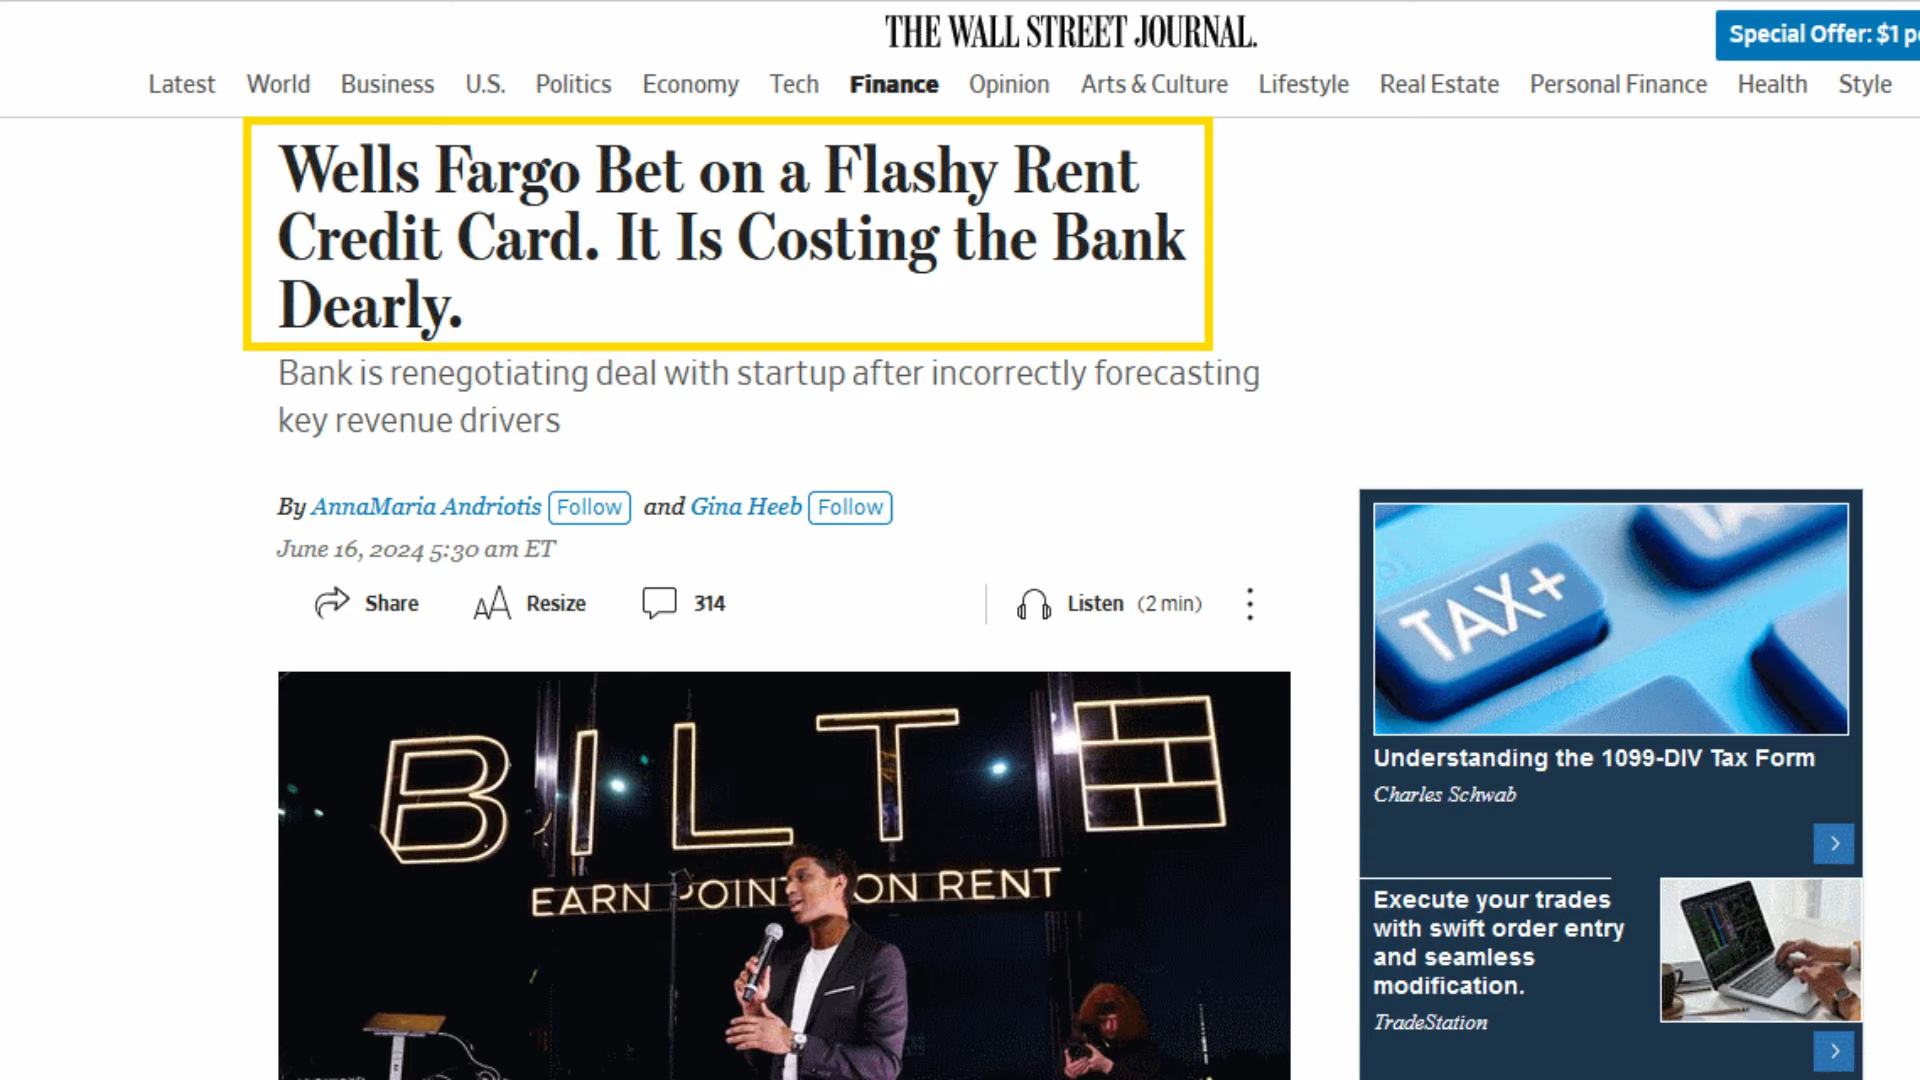 THE WALL STREET JOURNAL.
Special Offer: $1 p
Latest World Business U.S. Politics Economy Tech Finance Opinion Arts & Culture Lifestyle Real Estate Personal Finance Health Style
Wells Fargo Bet on a Flashy Rent
Credit Card. It Is Costing the Bank
Dearly.
Bank is renegotiating deal with startup after incorrectly forecasting
key revenue drivers
By AnnaMaria Andriotis Follow and Gina Heeb Follow
June 16, 2024 5:30 am ET
Share Resize 314 Listen (2 min)
BILT
EARN POINT ON RENT
TAX+
Understanding the 1099-DIV Tax Form
Charles Schwab
Execute your trades
with swift order entry
and seamless
modification.
TradeStation